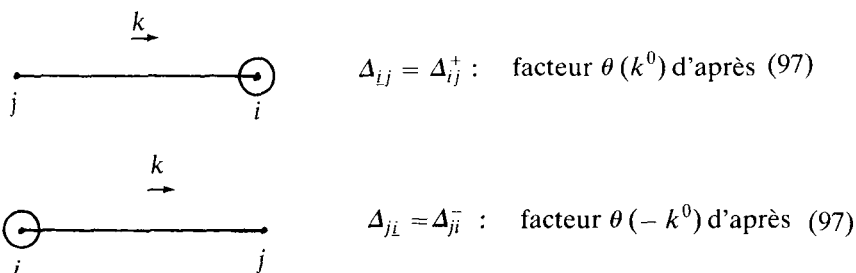 k
Δ_{i̲j} = Δ⁺_{ij} : facteur θ(k⁰) d'après (97)
j i
k
Δ_{ji̲} = Δ⁻_{ji} : facteur θ(− k⁰) d'après (97)
i j